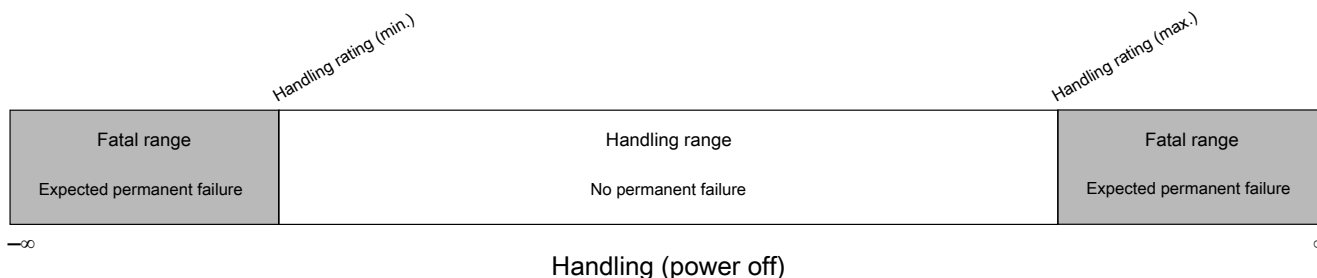 Handling rating (min.)
Handling rating (max.)
Fatal range
Handling range
Fatal range
Expected permanent failure
No permanent failure
Expected permanent failure
–∞
Handling (power off)